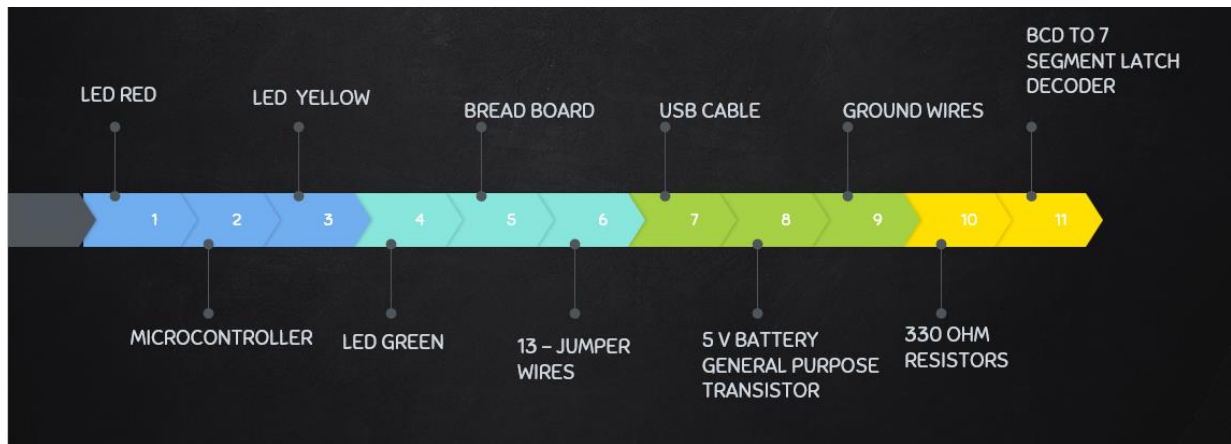 LED RED
LED YELLOW
BREAD BOARD
USB CABLE
GROUND WIRES
BCD TO 7
SEGMENT LATCH
DECODER
1
2
3
4
5
6
7
8
9
10
11
MICROCONTROLLER
LED GREEN
13 – JUMPER
WIRES
5 V BATTERY
GENERAL PURPOSE
TRANSISTOR
330 OHM
RESISTORS